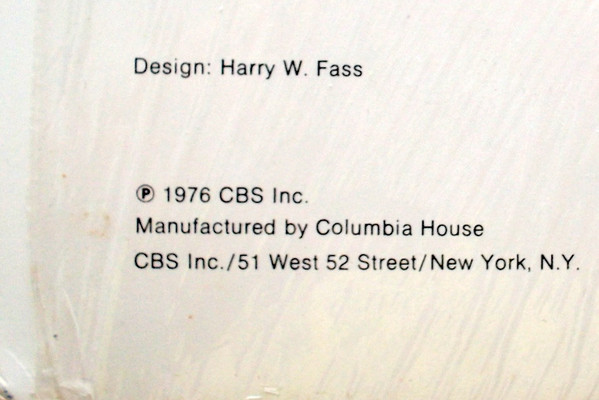 Design: Harry W. Fass
℗ 1976 CBS Inc.
Manufactured by Columbia House
CBS Inc./51 West 52 Street/New York, N.Y.